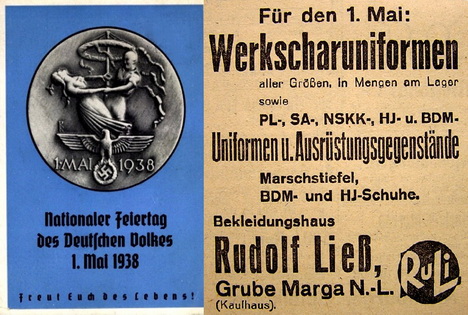 1. MAI 1938
Nationaler Feiertag
des Deutschen Volkes
1. Mai 1938
Freut Euch des Lebens!
Für den 1. Mai:
Werkscharuniformen
aller Größen, in Mengen am Lager
sowie
PL-, SA-, NSKK-, HJ- u. BDM-
Uniformen u. Ausrüstungsgegenstände
Marschstiefel,
BDM- und HJ-Schuhe.
Bekleidungshaus
Rudolf Ließ,
Grube Marga N.-L.
(Kaufhaus).
RuLi